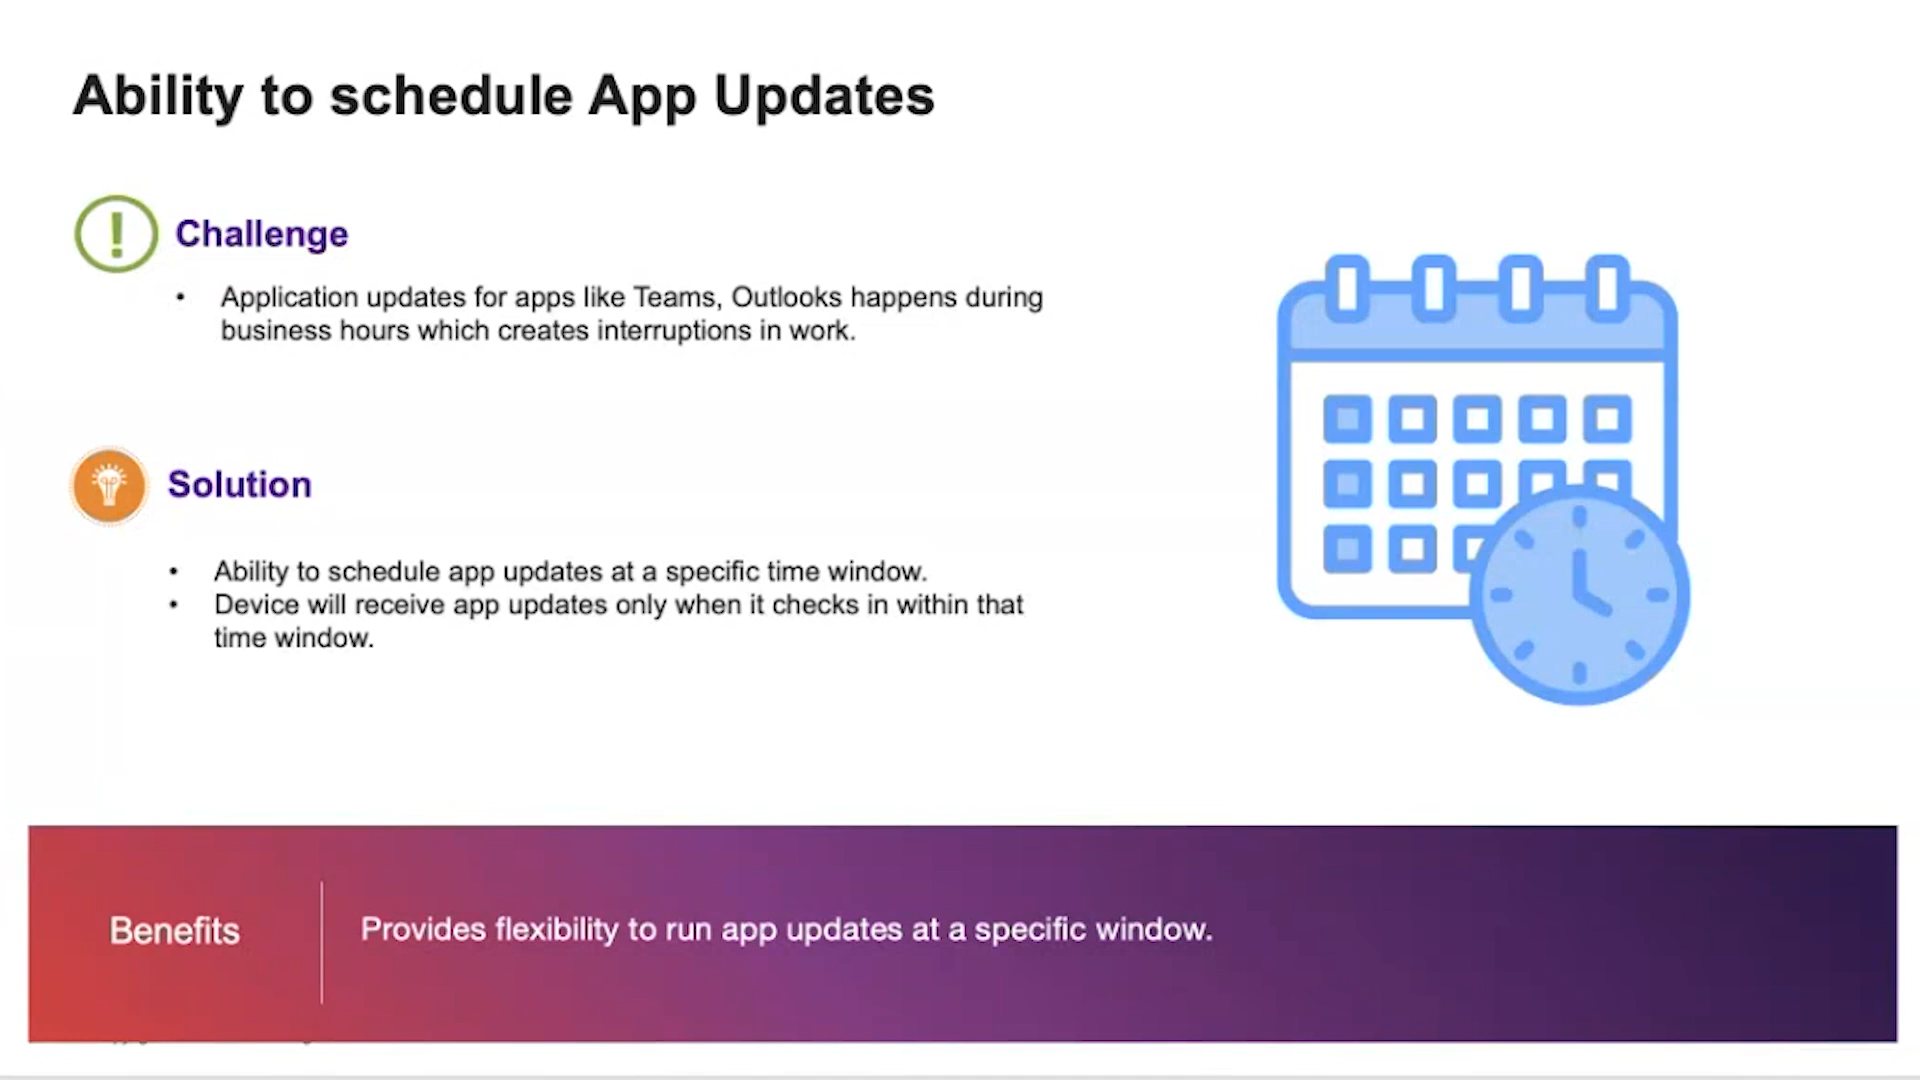 Ability to schedule App Updates
Challenge
• Application updates for apps like Teams, Outlooks happens during
business hours which creates interruptions in work.
Solution
• Ability to schedule app updates at a specific time window.
• Device will receive app updates only when it checks in within that
time window.
Benefits
Provides flexibility to run app updates at a specific window.